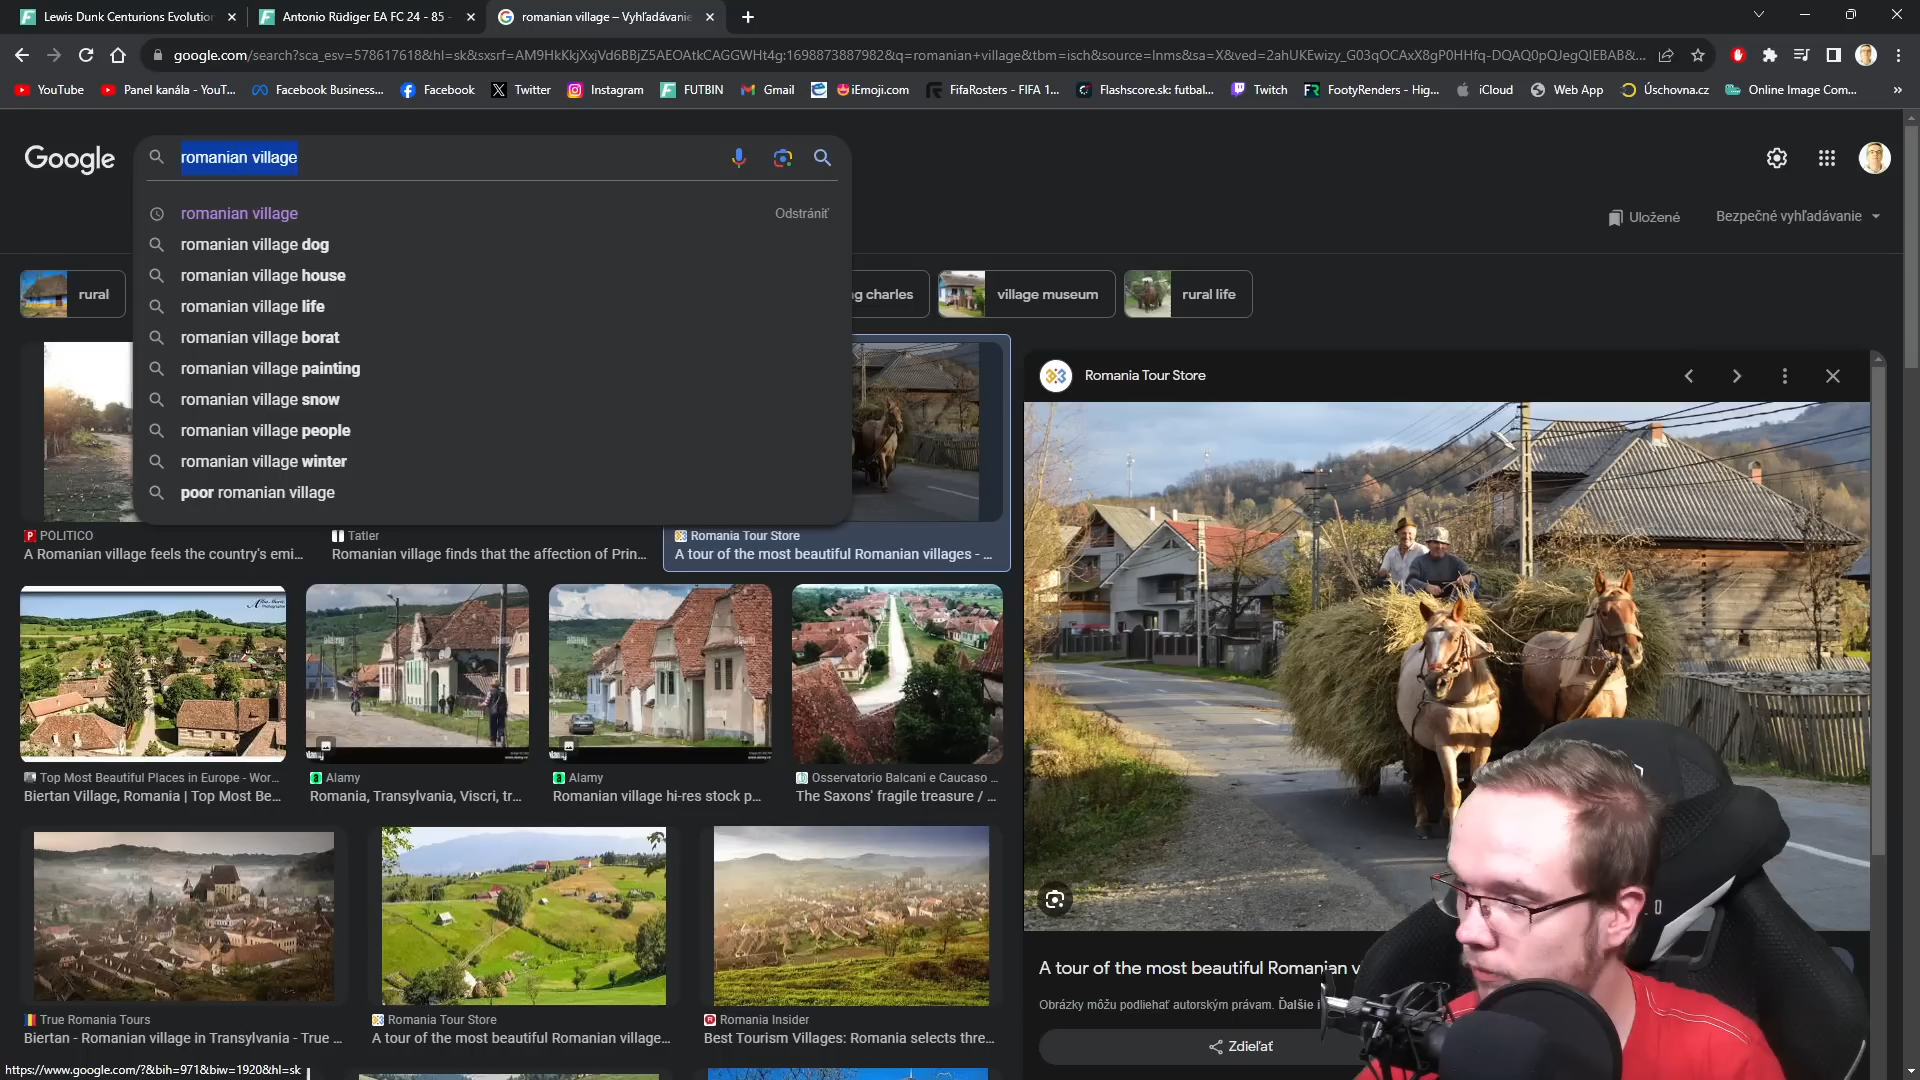 Lewis Dunk Centurions Evolution
Antonio Rüdiger EA FC 24 - 85 -
romanian village – Vyhľadávanie
google.com/search?sca_esv=578617618&hl=sk&sxsrf=AM9HkKkjXxjVd6BBjZ5AEOAtkCAGGWHt4g:1698873887982&q=romanian+village&tbm=isch&source=lnms&sa=X&ved=2ahUKEwizy_G03qOCAxX8gP0HHfq-DQAQ0pQJegQIEBAB&...
YouTube
Panel kanála - YouT...
Facebook Business...
Facebook
Twitter
Instagram
FUTBIN
Gmail
iEmoji.com
FifaRosters - FIFA 1...
Flashscore.sk: futbal...
Twitch
FootyRenders - Hig...
iCloud
Web App
Úschovna.cz
Online Image Com...
Google
romanian village
romanian village
Odstrániť
romanian village dog
romanian village house
romanian village life
romanian village borat
romanian village painting
romanian village snow
romanian village people
romanian village winter
poor romanian village
Uložené
Bezpečné vyhľadávanie
rural
g charles
village museum
rural life
Romania Tour Store
POLITICO
A Romanian village feels the country's emi...
Tatler
Romanian village finds that the affection of Prin...
Romania Tour Store
A tour of the most beautiful Romanian villages - ...
Top Most Beautiful Places in Europe - Wor...
Biertan Village, Romania | Top Most Be...
Alamy
Romania, Transylvania, Viscri, tr...
Alamy
Romanian village hi-res stock p...
Osservatorio Balcani e Caucaso ...
The Saxons' fragile treasure / ...
True Romania Tours
Biertan - Romanian village in Transylvania - True ...
Romania Tour Store
A tour of the most beautiful Romanian village...
Romania Insider
Best Tourism Villages: Romania selects thre...
A tour of the most beautiful Romanian v
Obrázky môžu podliehať autorským právam. Ďalšie i
Zdieľať
https://www.google.com/?&bih=971&biw=1920&hl=sk